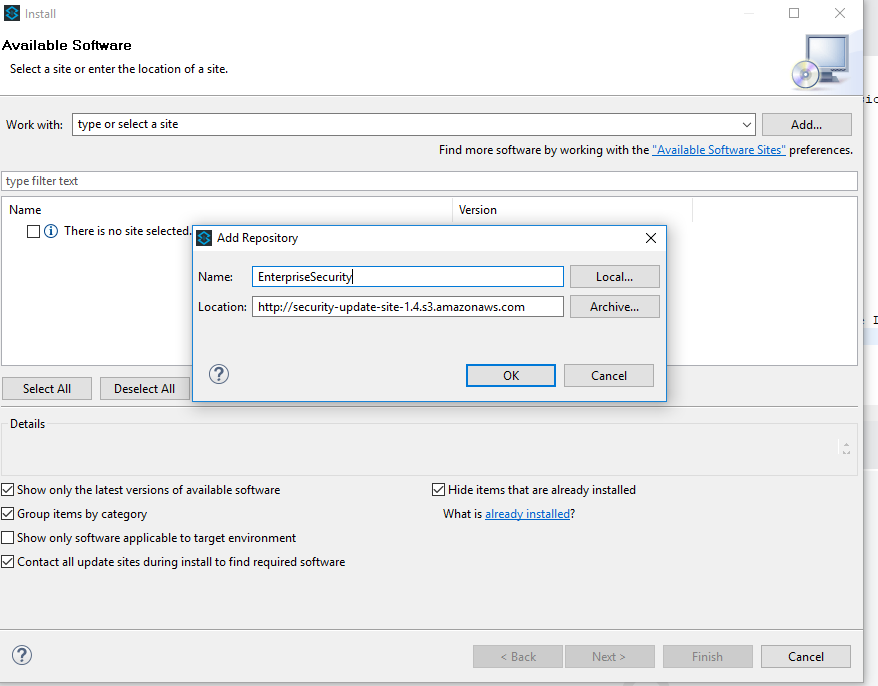 Install
Available Software
Select a site or enter the location of a site.
Work with: type or select a site Add...
Find more software by working with the "Available Software Sites" preferences.
type filter text
Name Version
There is no site selected.
Add Repository
Name: EnterpriseSecurity Local...
Location: http://security-update-site-1.4.s3.amazonaws.com Archive...
? OK Cancel
Select All Deselect All
Details
Show only the latest versions of available software Hide items that are already installed
Group items by category What is already installed?
Show only software applicable to target environment
Contact all update sites during install to find required software
? < Back Next > Finish Cancel